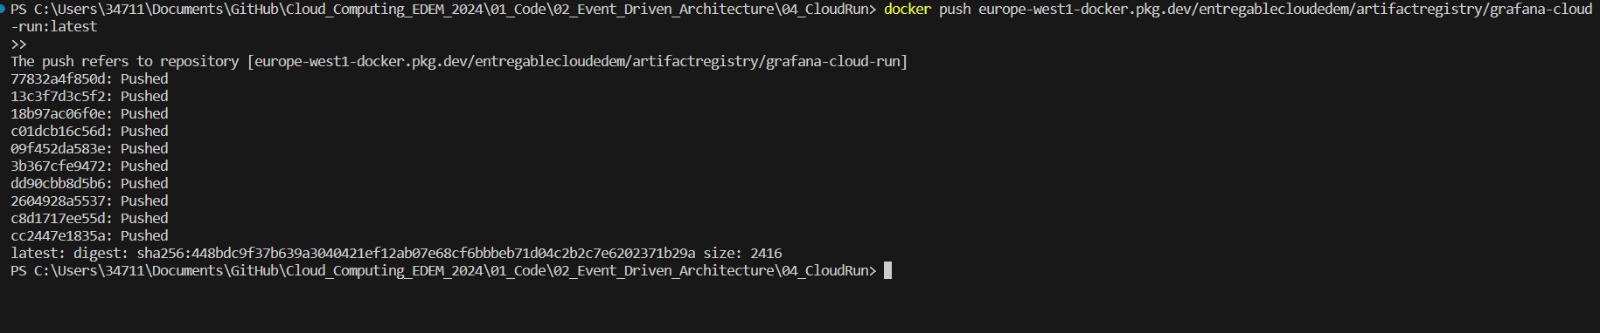 PS C:\Users\34711\Documents\GitHub\Cloud_Computing_EDEM_2024\01_Code\02_Event_Driven_Architecture\04_CloudRun> docker push europe-west1-docker.pkg.dev/entregablecloudedem/artifactregistry/grafana-cloud
-run:latest
>>
The push refers to repository [europe-west1-docker.pkg.dev/entregablecloudedem/artifactregistry/grafana-cloud-run]
77832a4f850d: Pushed
13c3f7d3c5f2: Pushed
18b97ac06f0e: Pushed
c01dcb16c56d: Pushed
09f452da583e: Pushed
3b367cfe9472: Pushed
dd90cbb8d5b6: Pushed
2604928a5537: Pushed
c8d1717ee55d: Pushed
cc2447e1835a: Pushed
latest: digest: sha256:448bdc9f37b639a3040421ef12ab07e68cf6bbbeb71d04c2b2c7e6202371b29a size: 2416
PS C:\Users\34711\Documents\GitHub\Cloud_Computing_EDEM_2024\01_Code\02_Event_Driven_Architecture\04_CloudRun>